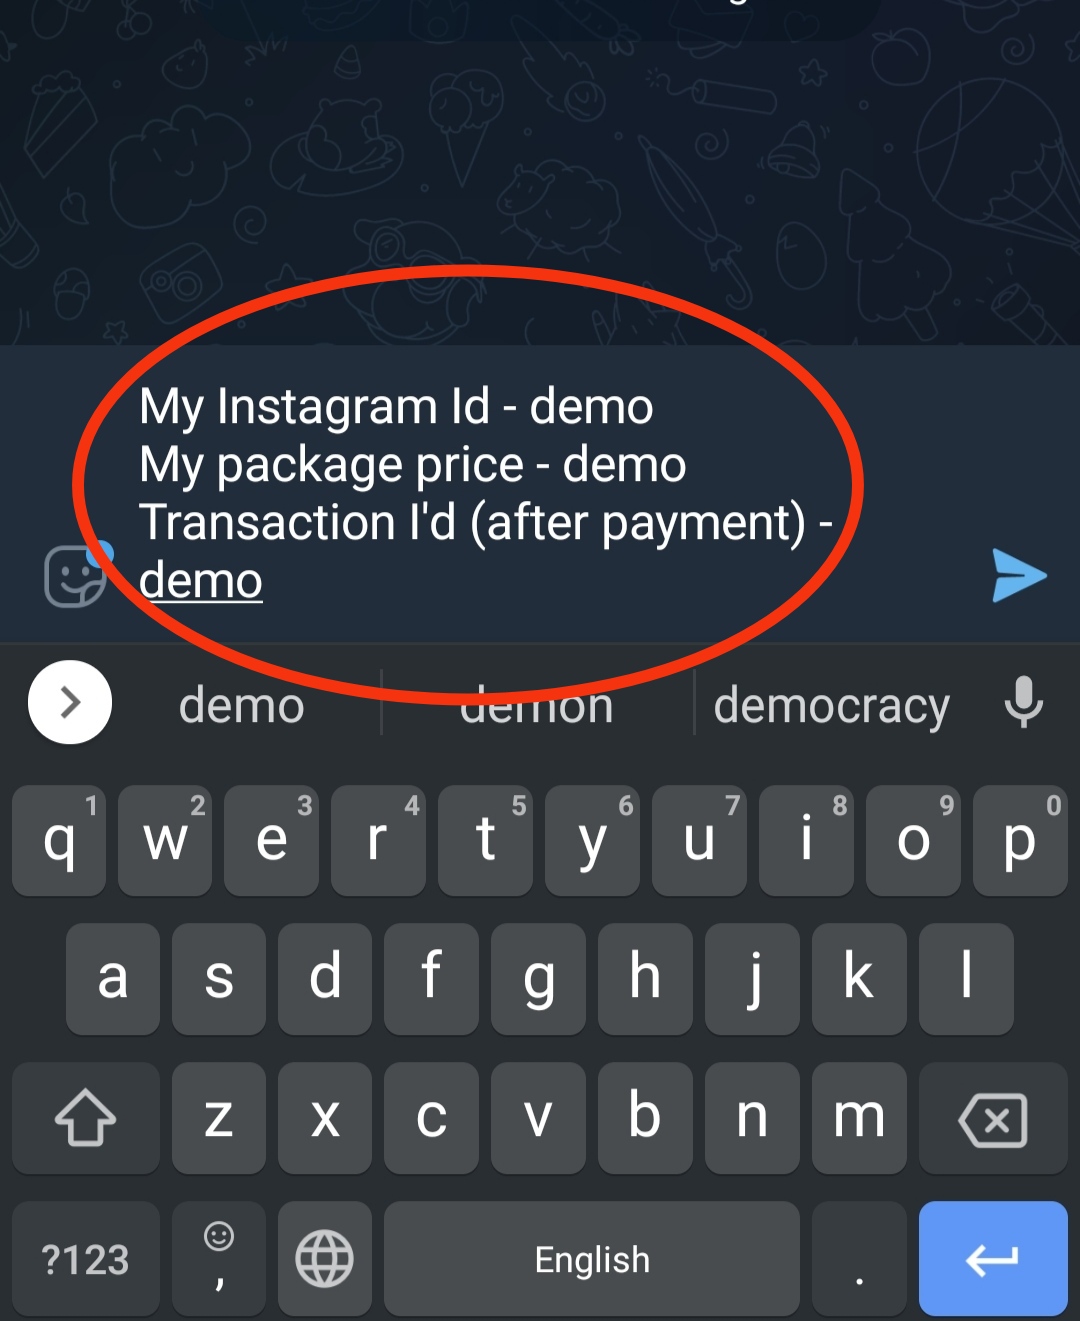 My Instagram Id - demo
My package price - demo
Transaction I'd (after payment) -
demo
demo demon democracy
1 2 3 4 5 6 7 8 9 0
q w e r t y u i o p
a s d f g h j k l
z x c v b n m
?123 , English .